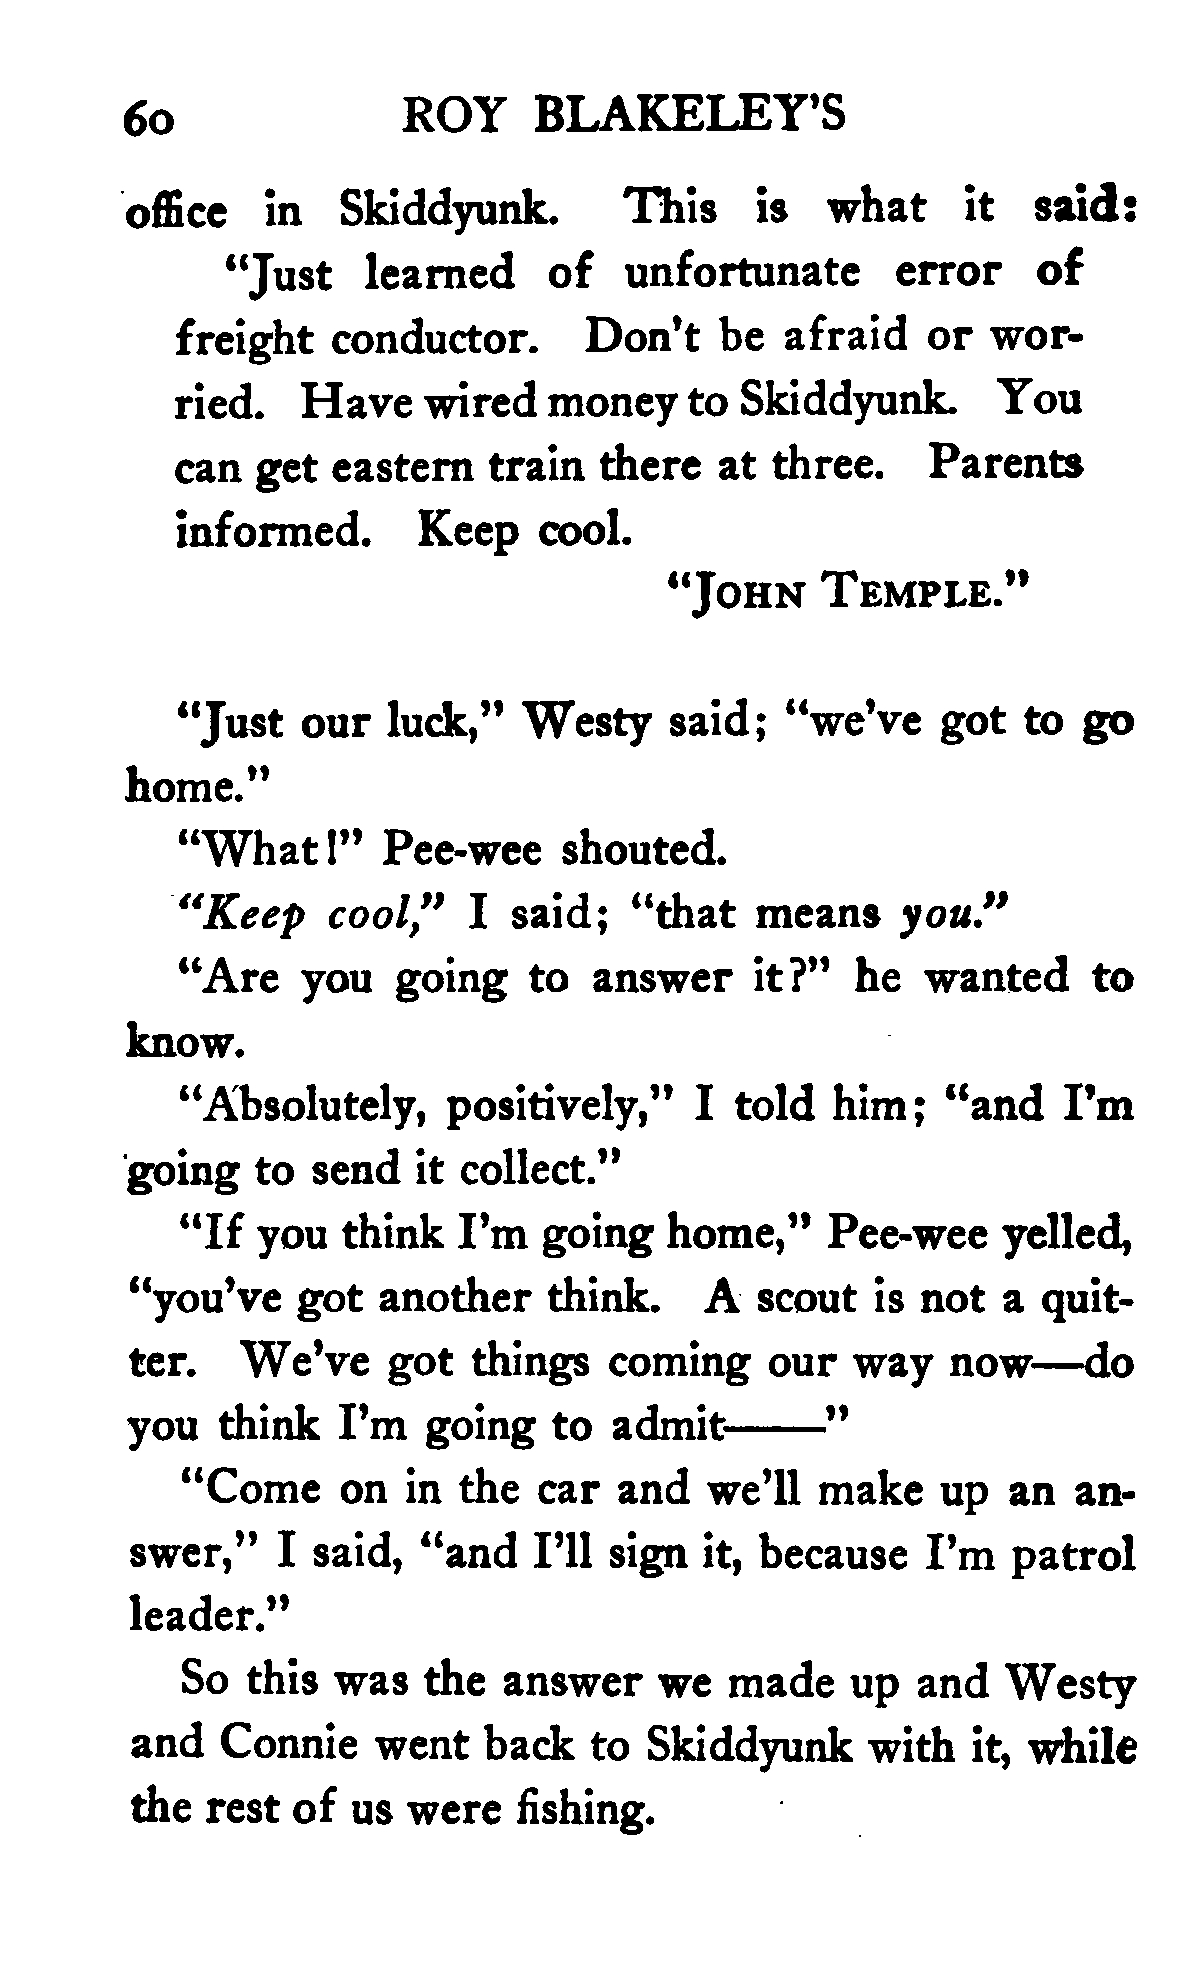 60 ROY BLAKELEY'S
office in Skiddyunk. This is what it said:
“Just learned of unfortunate error of
freight conductor. Don't be afraid or wor-
ried. Have wired money to Skiddyunk. You
can get eastern train there at three. Parents
informed. Keep cool.
“JOHN TEMPLE.”
“Just our luck,” Westy said; “we've got to go
home.”
“What!” Pee-wee shouted.
“Keep cool,” I said; “that means you.”
“Are you going to answer it?” he wanted to
know.
“Absolutely, positively,” I told him; “and I'm
going to send it collect.”
“If you think I'm going home,” Pee-wee yelled,
“you've got another think. A scout is not a quit-
ter. We've got things coming our way now—do
you think I'm going to admit——”
“Come on in the car and we'll make up an an-
swer,” I said, “and I'll sign it, because I'm patrol
leader.”
So this was the answer we made up and Westy
and Connie went back to Skiddyunk with it, while
the rest of us were fishing.